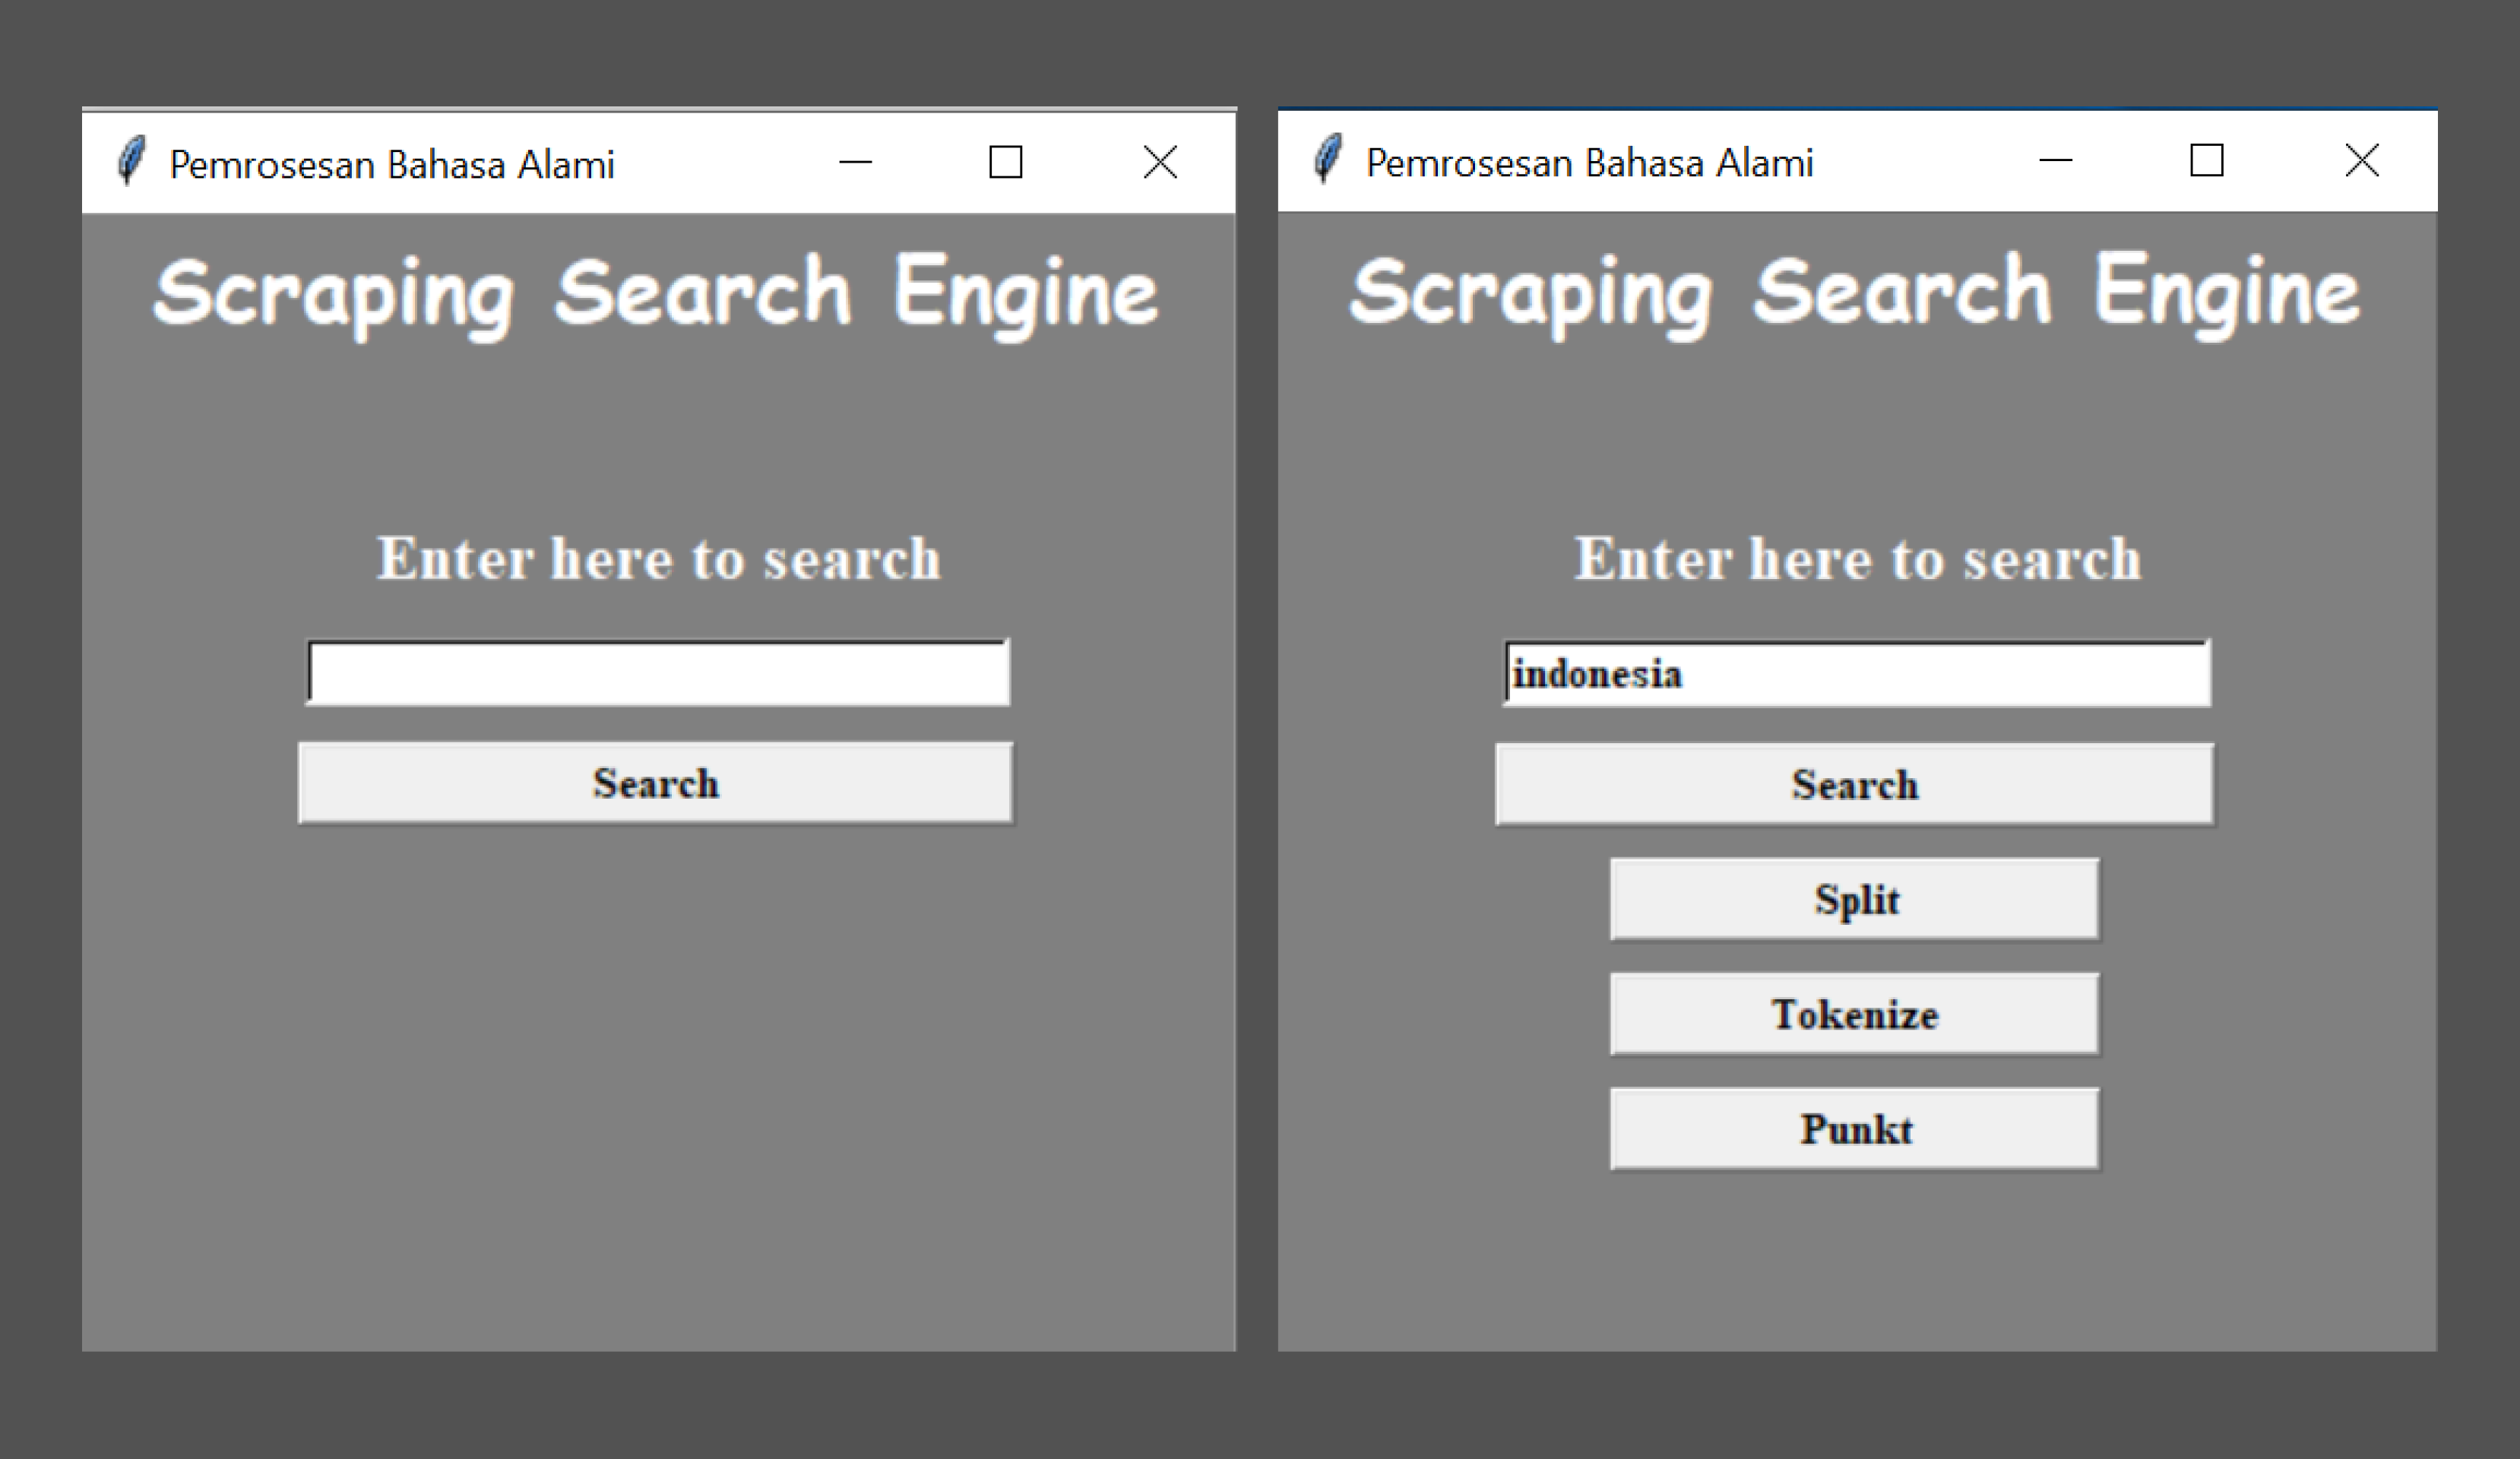 Pemrosesan Bahasa Alami
Scraping Search Engine
Enter here to search
Search
Pemrosesan Bahasa Alami
Scraping Search Engine
Enter here to search
indonesia
Search
Split
Tokenize
Punkt